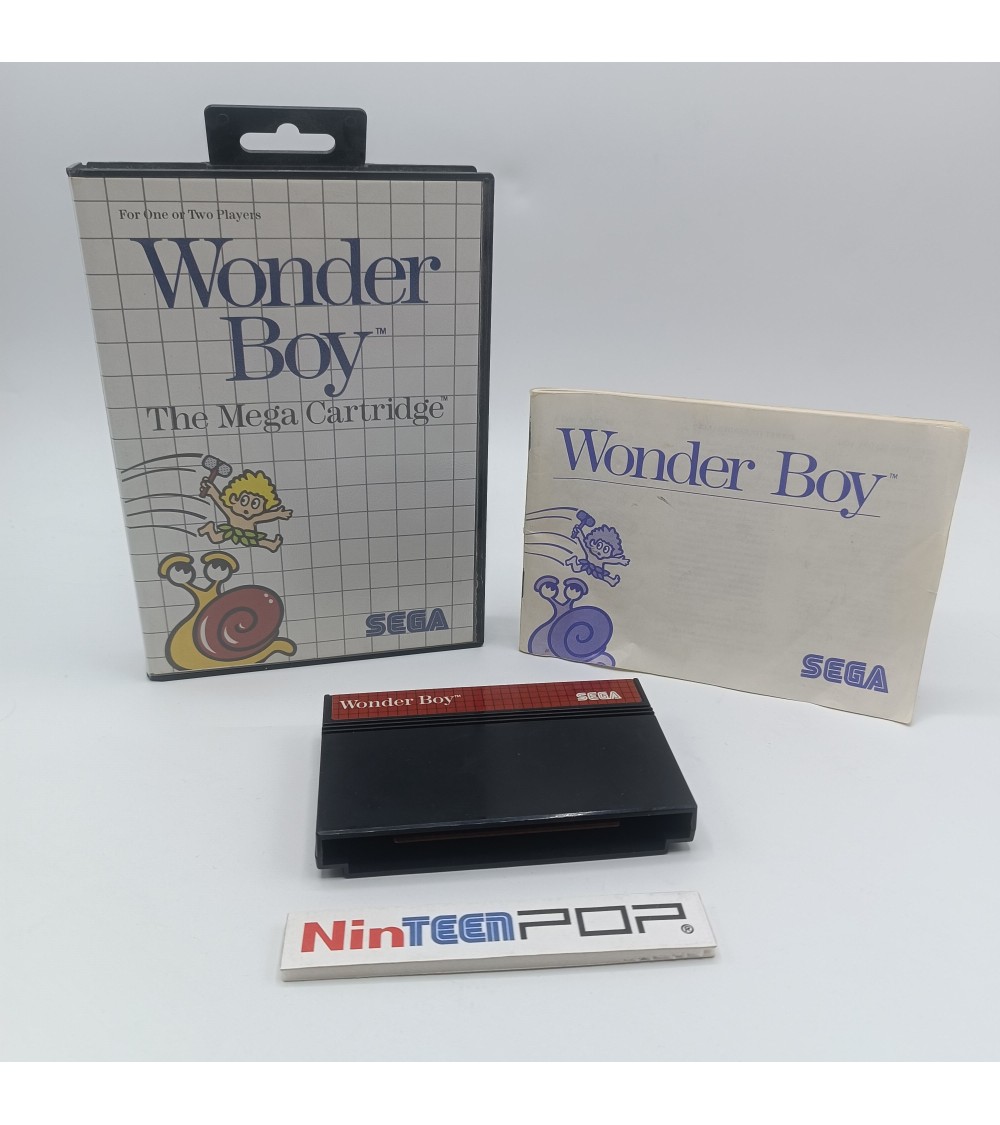 For One or Two Players
Wonder
Boy™
The Mega Cartridge™
SEGA
Wonder Boy™
SEGA
Wonder Boy™
SEGA
NinTEENPOP®